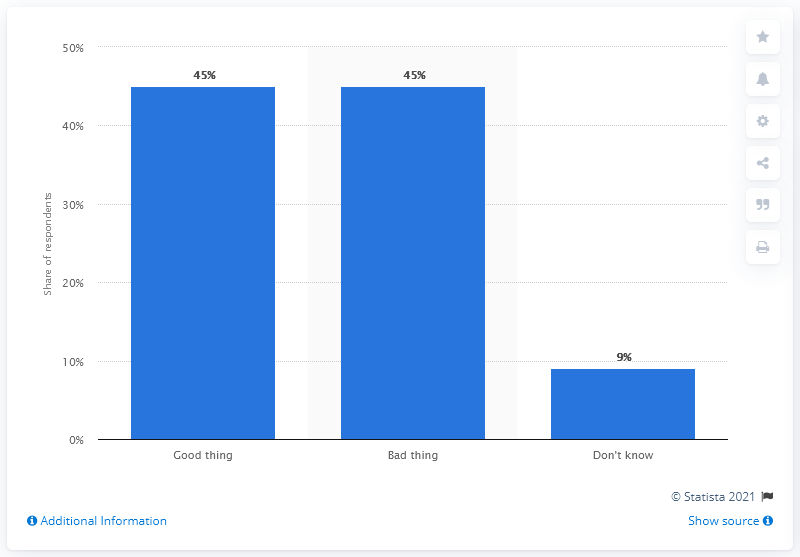 50%
45%
45%
40%
Share of respondents
30%
20%
10%
9%
0%
Good thing
Bad thing
Don't know
© Statista 2021
Additional Information
Show source